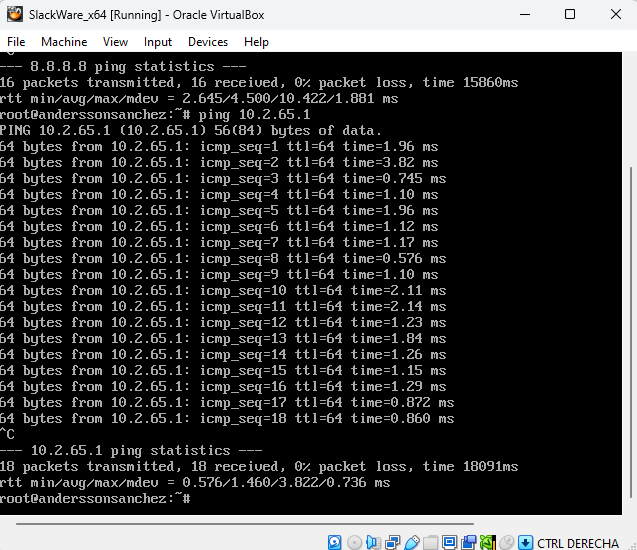 SlackWare_x64 [Running] - Oracle VirtualBox
File Machine View Input Devices Help
--- 8.8.8.8 ping statistics ---
16 packets transmitted, 16 received, 0% packet loss, time 15860ms
rtt min/avg/max/mdev = 2.645/4.500/10.422/1.881 ms
root@anderssonsanchez:~# ping 10.2.65.1
PING 10.2.65.1 (10.2.65.1) 56(84) bytes of data.
64 bytes from 10.2.65.1: icmp_seq=1 ttl=64 time=1.96 ms
64 bytes from 10.2.65.1: icmp_seq=2 ttl=64 time=3.82 ms
64 bytes from 10.2.65.1: icmp_seq=3 ttl=64 time=0.745 ms
64 bytes from 10.2.65.1: icmp_seq=4 ttl=64 time=1.10 ms
64 bytes from 10.2.65.1: icmp_seq=5 ttl=64 time=1.96 ms
64 bytes from 10.2.65.1: icmp_seq=6 ttl=64 time=1.12 ms
64 bytes from 10.2.65.1: icmp_seq=7 ttl=64 time=1.17 ms
64 bytes from 10.2.65.1: icmp_seq=8 ttl=64 time=0.576 ms
64 bytes from 10.2.65.1: icmp_seq=9 ttl=64 time=1.10 ms
64 bytes from 10.2.65.1: icmp_seq=10 ttl=64 time=2.11 ms
64 bytes from 10.2.65.1: icmp_seq=11 ttl=64 time=2.14 ms
64 bytes from 10.2.65.1: icmp_seq=12 ttl=64 time=1.23 ms
64 bytes from 10.2.65.1: icmp_seq=13 ttl=64 time=1.84 ms
64 bytes from 10.2.65.1: icmp_seq=14 ttl=64 time=1.26 ms
64 bytes from 10.2.65.1: icmp_seq=15 ttl=64 time=1.15 ms
64 bytes from 10.2.65.1: icmp_seq=16 ttl=64 time=1.29 ms
64 bytes from 10.2.65.1: icmp_seq=17 ttl=64 time=0.872 ms
64 bytes from 10.2.65.1: icmp_seq=18 ttl=64 time=0.860 ms
^C
--- 10.2.65.1 ping statistics ---
18 packets transmitted, 18 received, 0% packet loss, time 18091ms
rtt min/avg/max/mdev = 0.576/1.460/3.822/0.736 ms
root@anderssonsanchez:~#
CTRL DERECHA